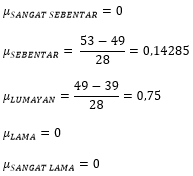 μSANGAT SEBENTAR = 0
μSEBENTAR = 53 − 49 / 28 = 0,14285
μLUMAYAN = 49 − 39 / 28 = 0,75
μLAMA = 0
μSANGAT LAMA = 0